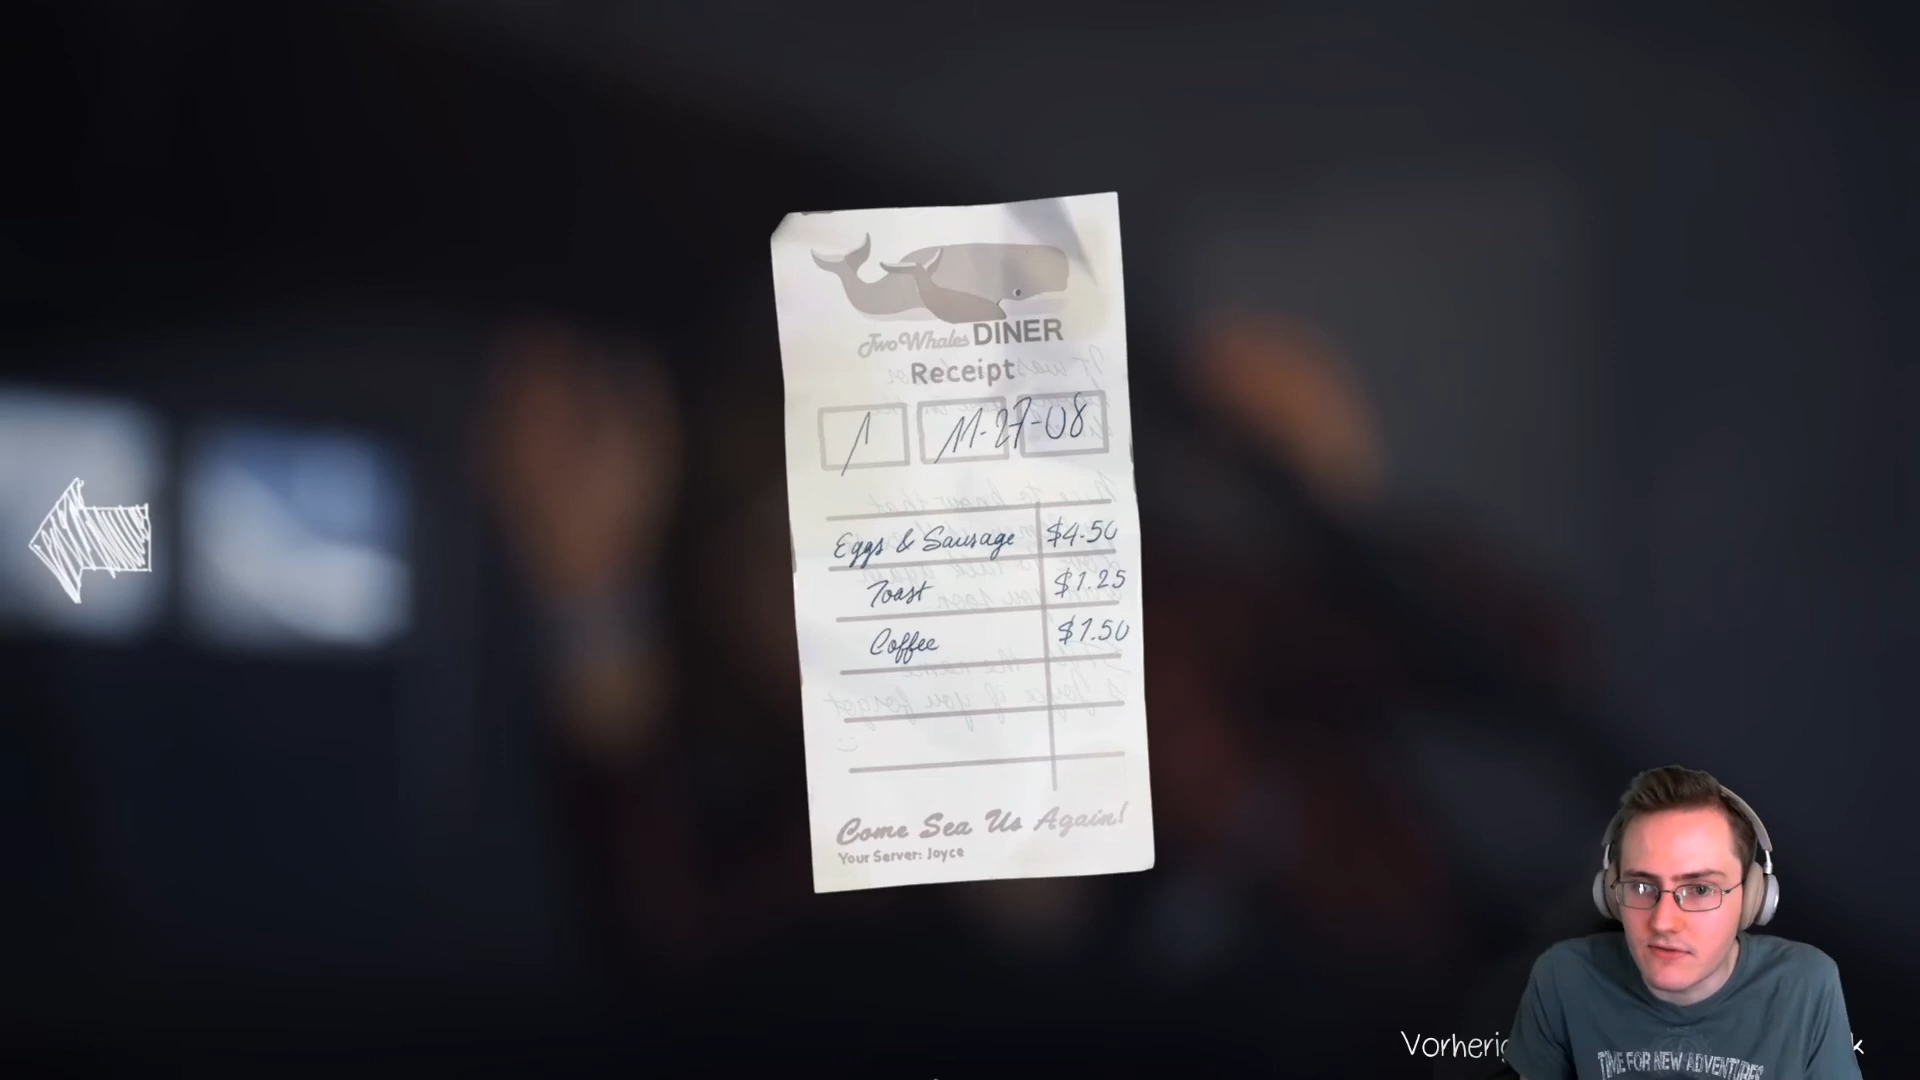 Two Whales DINER
Receipt
1 11-27-08
Eggs & Sausage $4.50
Toast $1.25
Coffee $1.50
Come Sea Us Again!
Your Server: Joyce
Vorherig
TIME FOR NEW ADVENTURES